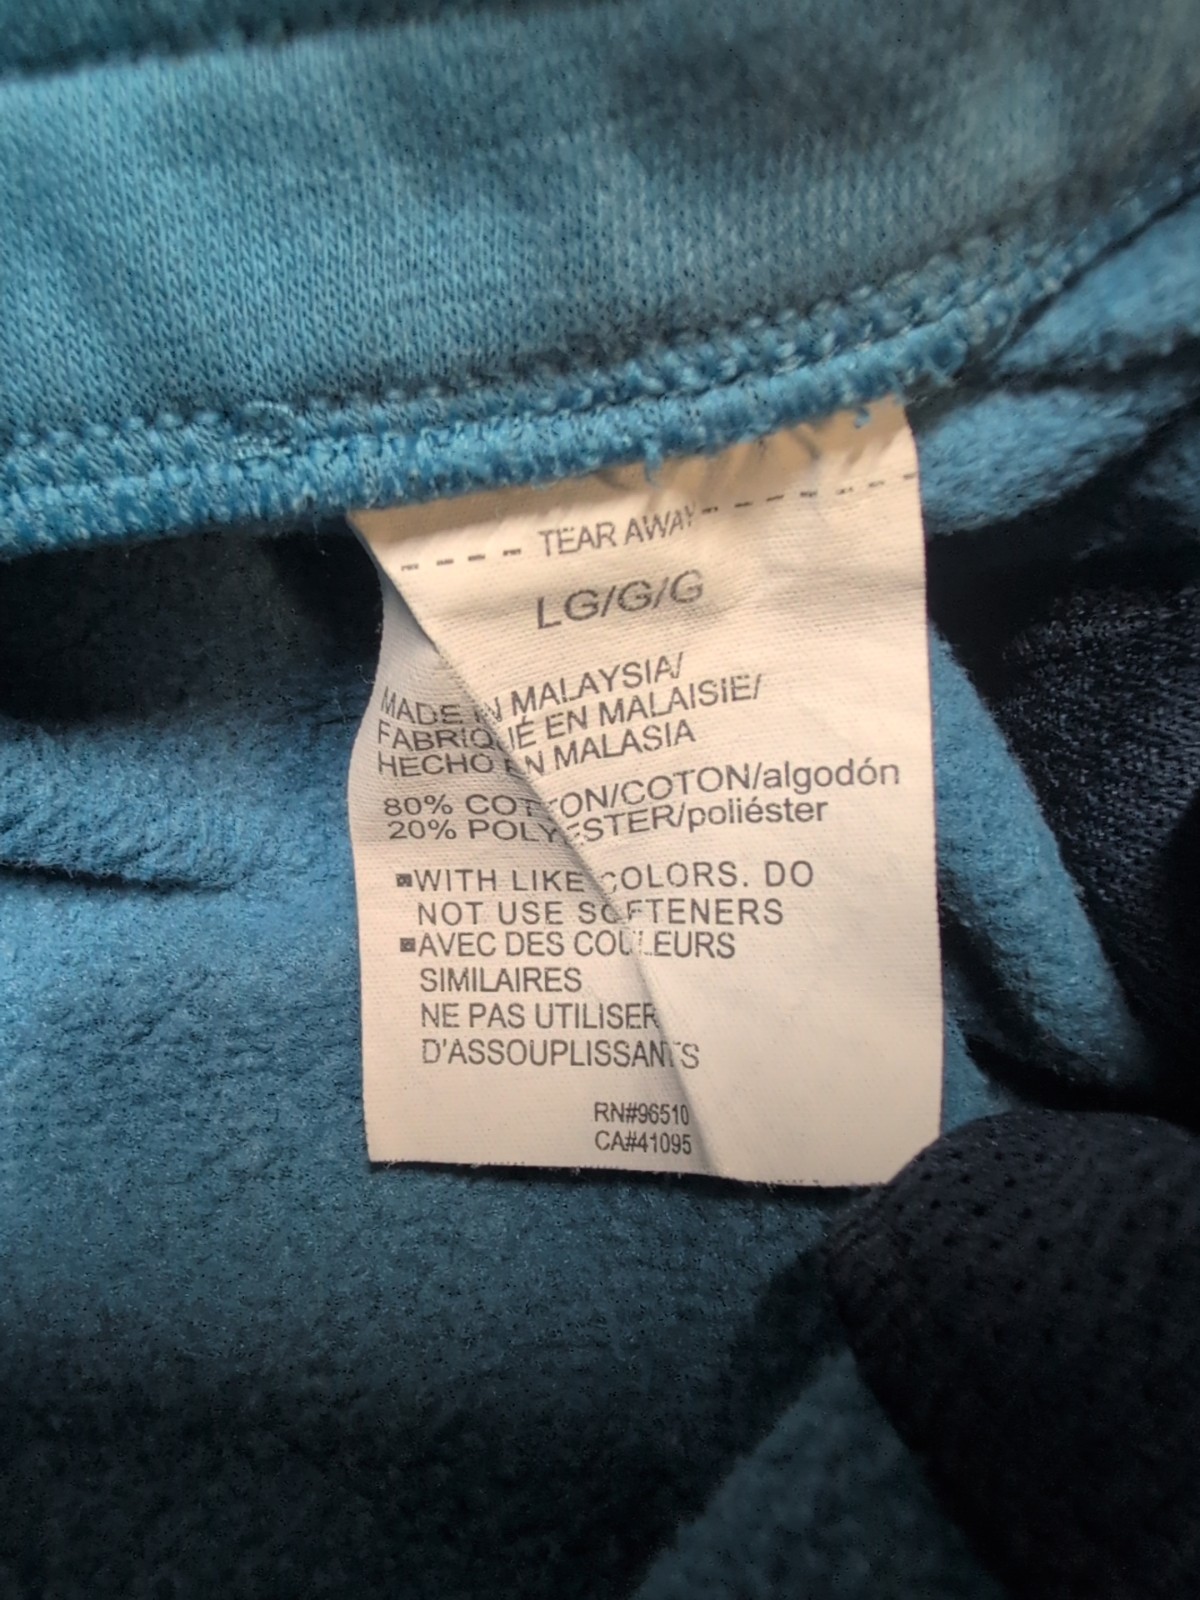 TEAR AWAY
LG/G/G
MADE IN MALAYSIA/
FABRIQUÉ EN MALAISIE/
HECHO EN MALASIA
80% COTTON/COTON/algodón
20% POLYESTER/poliéster
WITH LIKE COLORS. DO
NOT USE SOFTENERS
AVEC DES COULEURS
SIMILAIRES
NE PAS UTILISER
D'ASSOUPLISSANTS
RN#96510
CA#41095